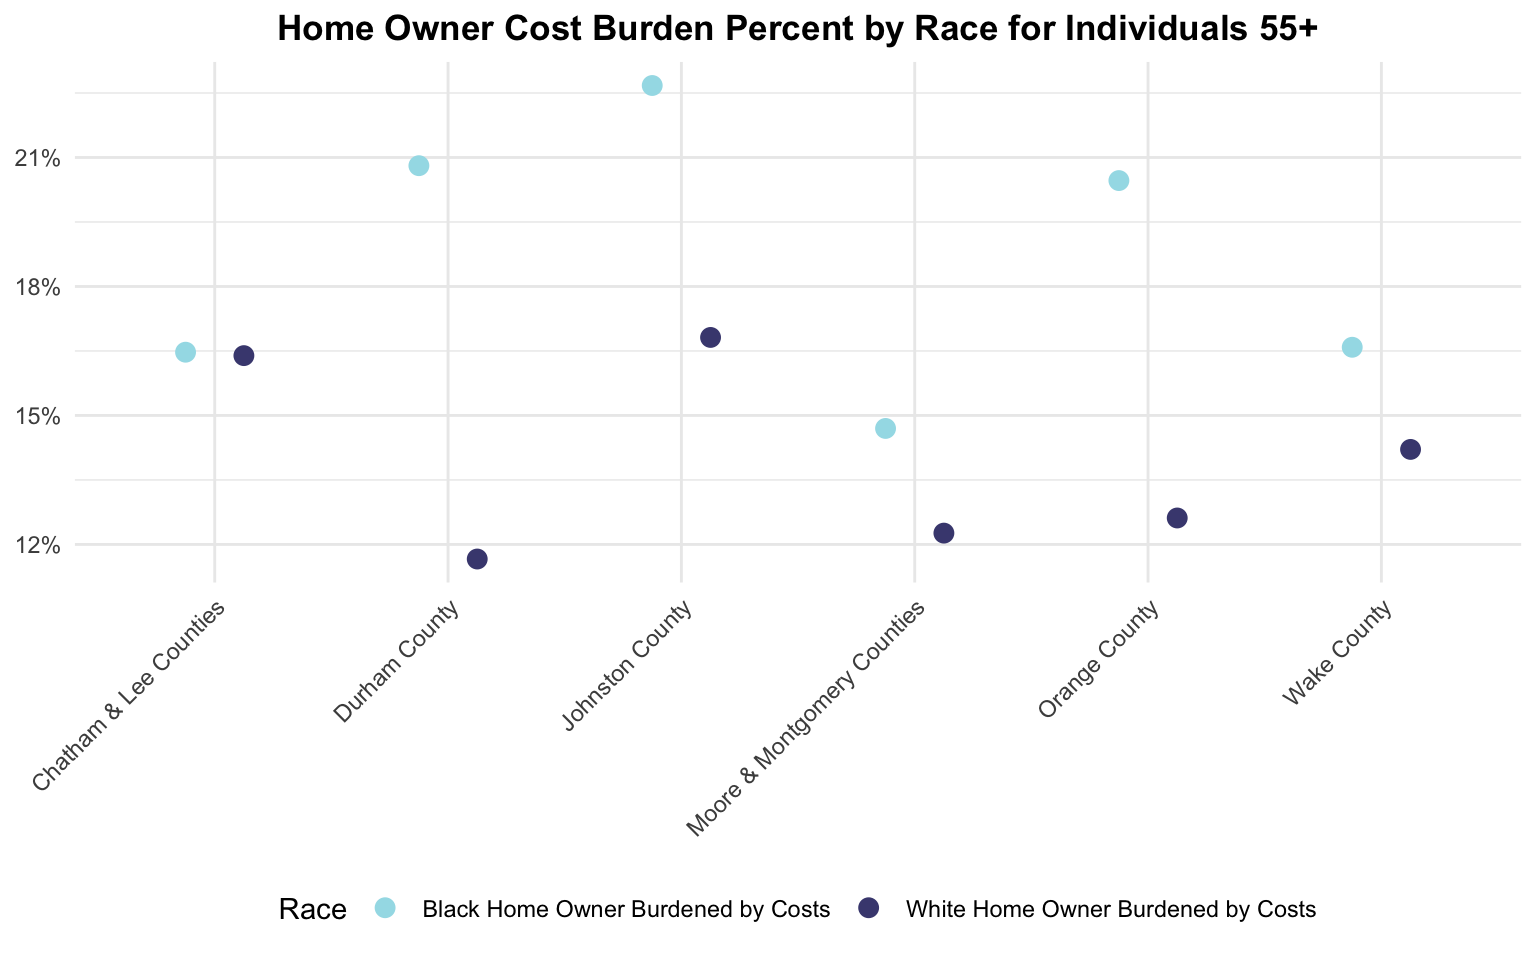 Home Owner Cost Burden Percent by Race for Individuals 55+
21%
18%
15%
12%
Chatham & Lee Counties
Durham County
Johnston County
Moore & Montgomery Counties
Orange County
Wake County
Race Black Home Owner Burdened by Costs White Home Owner Burdened by Costs